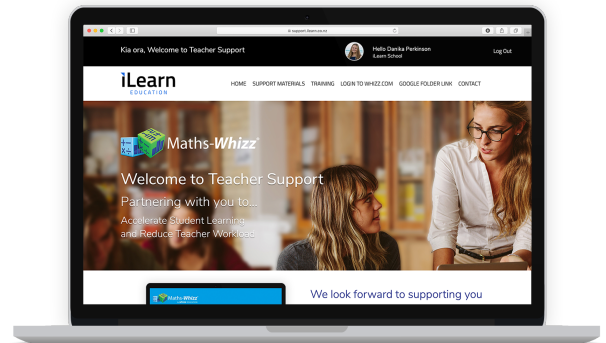 support.ilearn.co.nz
Kia ora, Welcome to Teacher Support
Hello Danika Perkinson
iLearn School
Log Out
iLearn
EDUCATION
HOME SUPPORT MATERIALS TRAINING LOGIN TO WHIZZ.COM GOOGLE FOLDER LINK CONTACT
Maths-Whizz®
Welcome to Teacher Support
Partnering with you to...
Accelerate Student Learning
and Reduce Teacher Workload
We look forward to supporting you
Maths-Whizz